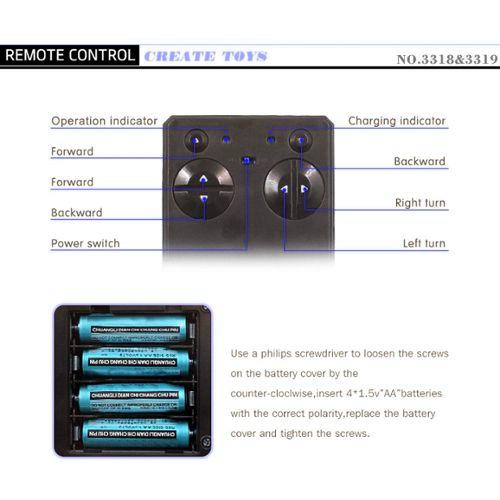 REMOTE CONTROL CREATE TOYS NO.3318&3319
Operation indicator
Charging indicator
Forward
Backward
Forward
Right turn
Backward
Power switch
Left turn
CHUANGLI DIAN CHI CHANG CHU PIN
CHUANGLI DIAN CHI CHANG CHU PIN
CHUANGLI DIAN CHI CHANG CHU PIN
CHUANGLI DIAN CHI CHANG CHU PIN
Use a philips screwdriver to loosen the screws
on the battery cover by the
counter-cloclwise,insert 4*1.5v"AA"batteries
with the correct polarity,replace the battery
cover and tighten the screws.